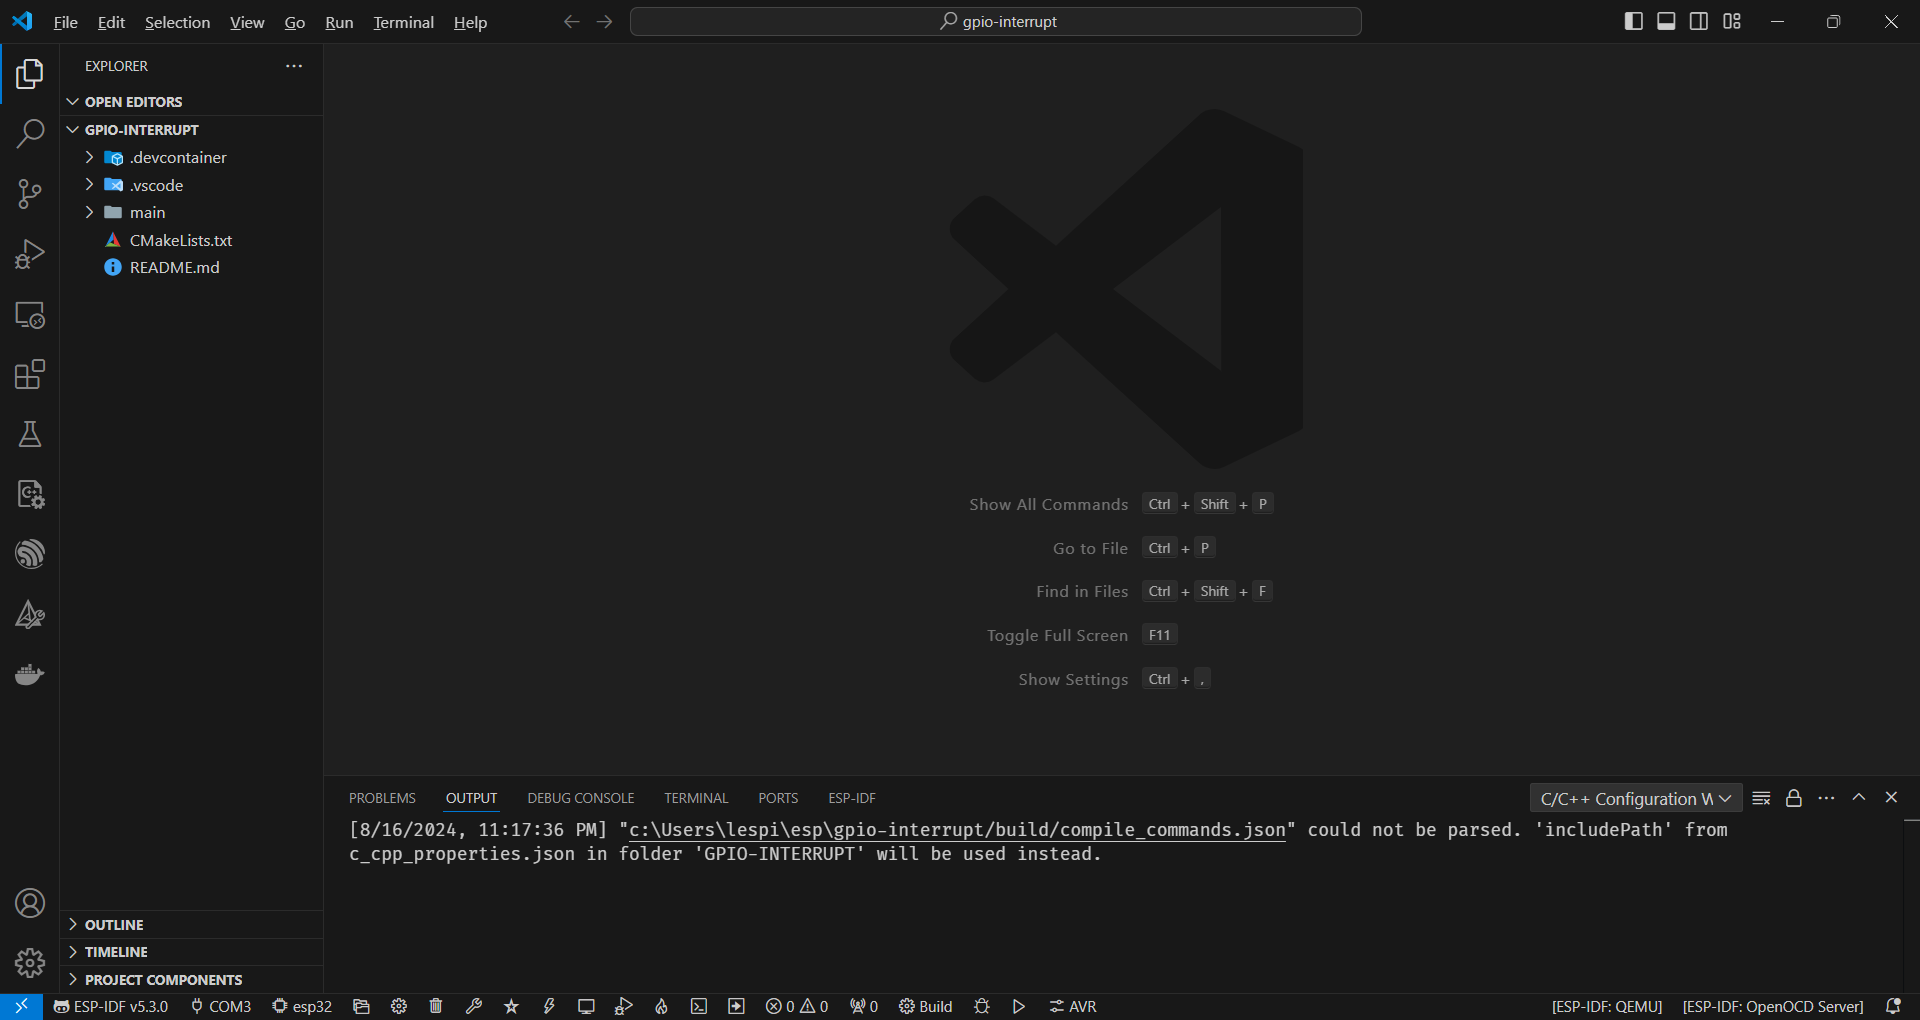 File Edit Selection View Go Run Terminal Help
gpio-interrupt
EXPLORER
OPEN EDITORS
GPIO-INTERRUPT
.devcontainer
.vscode
main
CMakeLists.txt
README.md
Show All Commands Ctrl + Shift + P
Go to File Ctrl + P
Find in Files Ctrl + Shift + F
Toggle Full Screen F11
Show Settings Ctrl + ,
PROBLEMS OUTPUT DEBUG CONSOLE TERMINAL PORTS ESP-IDF
C/C++ Configuration W
[8/16/2024, 11:17:36 PM] "c:\Users\lespi\esp\gpio-interrupt/build/compile_commands.json" could not be parsed. 'includePath' from
c_cpp_properties.json in folder 'GPIO-INTERRUPT' will be used instead.
OUTLINE
TIMELINE
PROJECT COMPONENTS
ESP-IDF v5.3.0 COM3 esp32 0 0 0 Build AVR [ESP-IDF: QEMU] [ESP-IDF: OpenOCD Server]